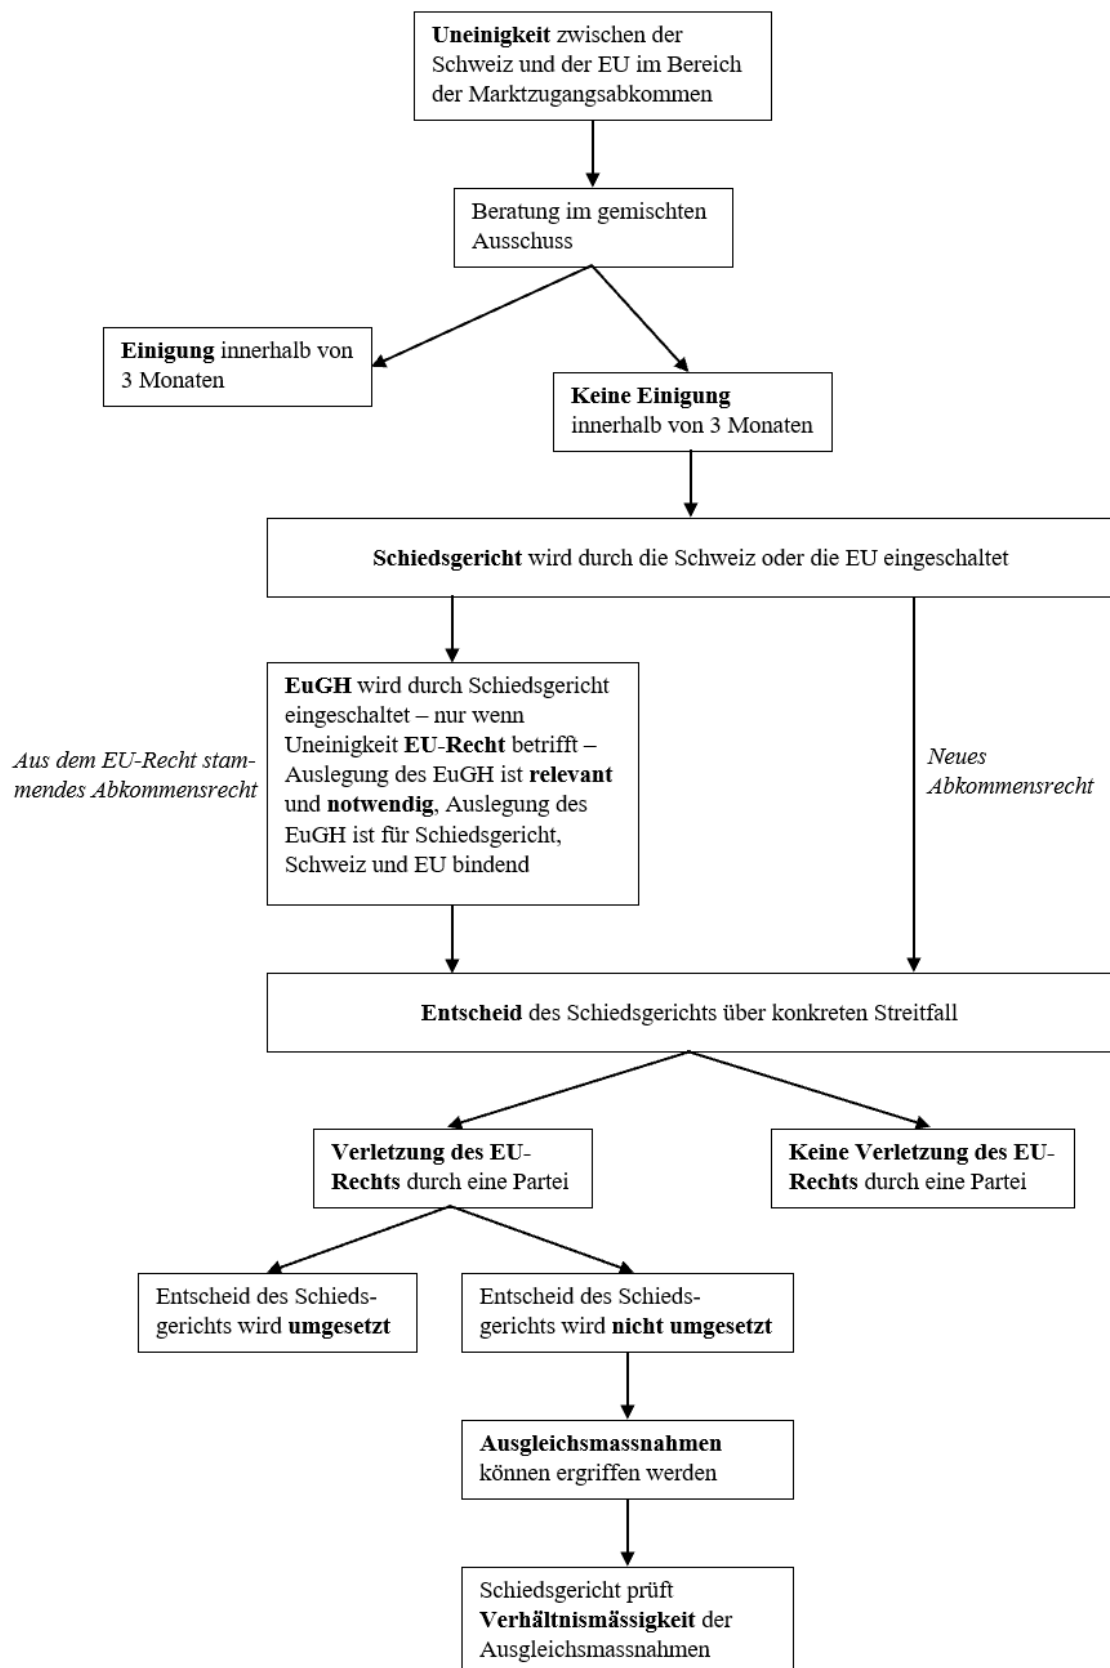 Uneinigkeit zwischen der
Schweiz und der EU im Bereich
der Marktzugangsabkommen
Beratung im gemischten
Ausschuss
Einigung innerhalb von
3 Monaten
Keine Einigung
innerhalb von 3 Monaten
Schiedsgericht wird durch die Schweiz oder die EU eingeschaltet
Aus dem EU-Recht stam-
mendes Abkommensrecht
EuGH wird durch Schiedsgericht
eingeschaltet – nur wenn
Uneinigkeit EU-Recht betrifft –
Auslegung des EuGH ist relevant
und notwendig, Auslegung des
EuGH ist für Schiedsgericht,
Schweiz und EU bindend
Neues
Abkommensrecht
Entscheid des Schiedsgerichts über konkreten Streitfall
Verletzung des EU-
Rechts durch eine Partei
Keine Verletzung des EU-
Rechts durch eine Partei
Entscheid des Schieds-
gerichts wird umgesetzt
Entscheid des Schieds-
gerichts wird nicht umgesetzt
Ausgleichsmassnahmen
können ergriffen werden
Schiedsgericht prüft
Verhältnismässigkeit der
Ausgleichsmassnahmen